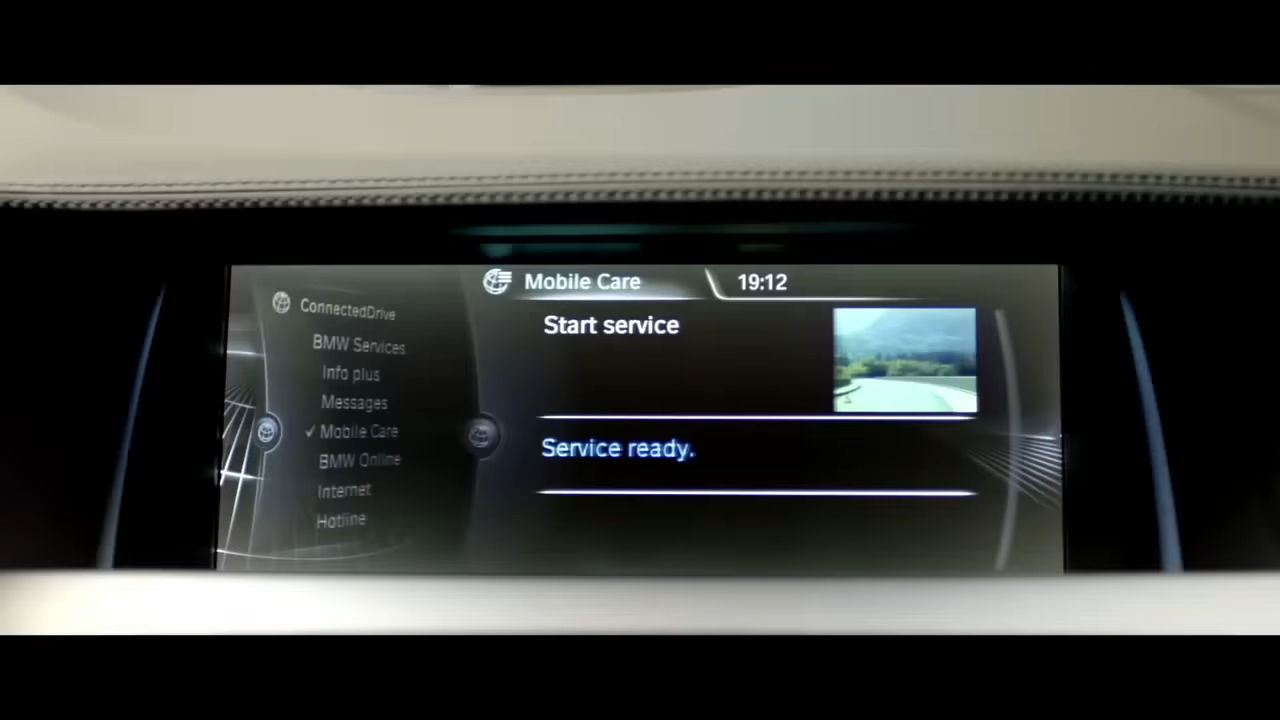 Mobile Care
19:12
ConnectedDrive
BMW Services
Info plus
Messages
✓ Mobile Care
BMW Online
Internet
Hotline
Start service
Service ready.